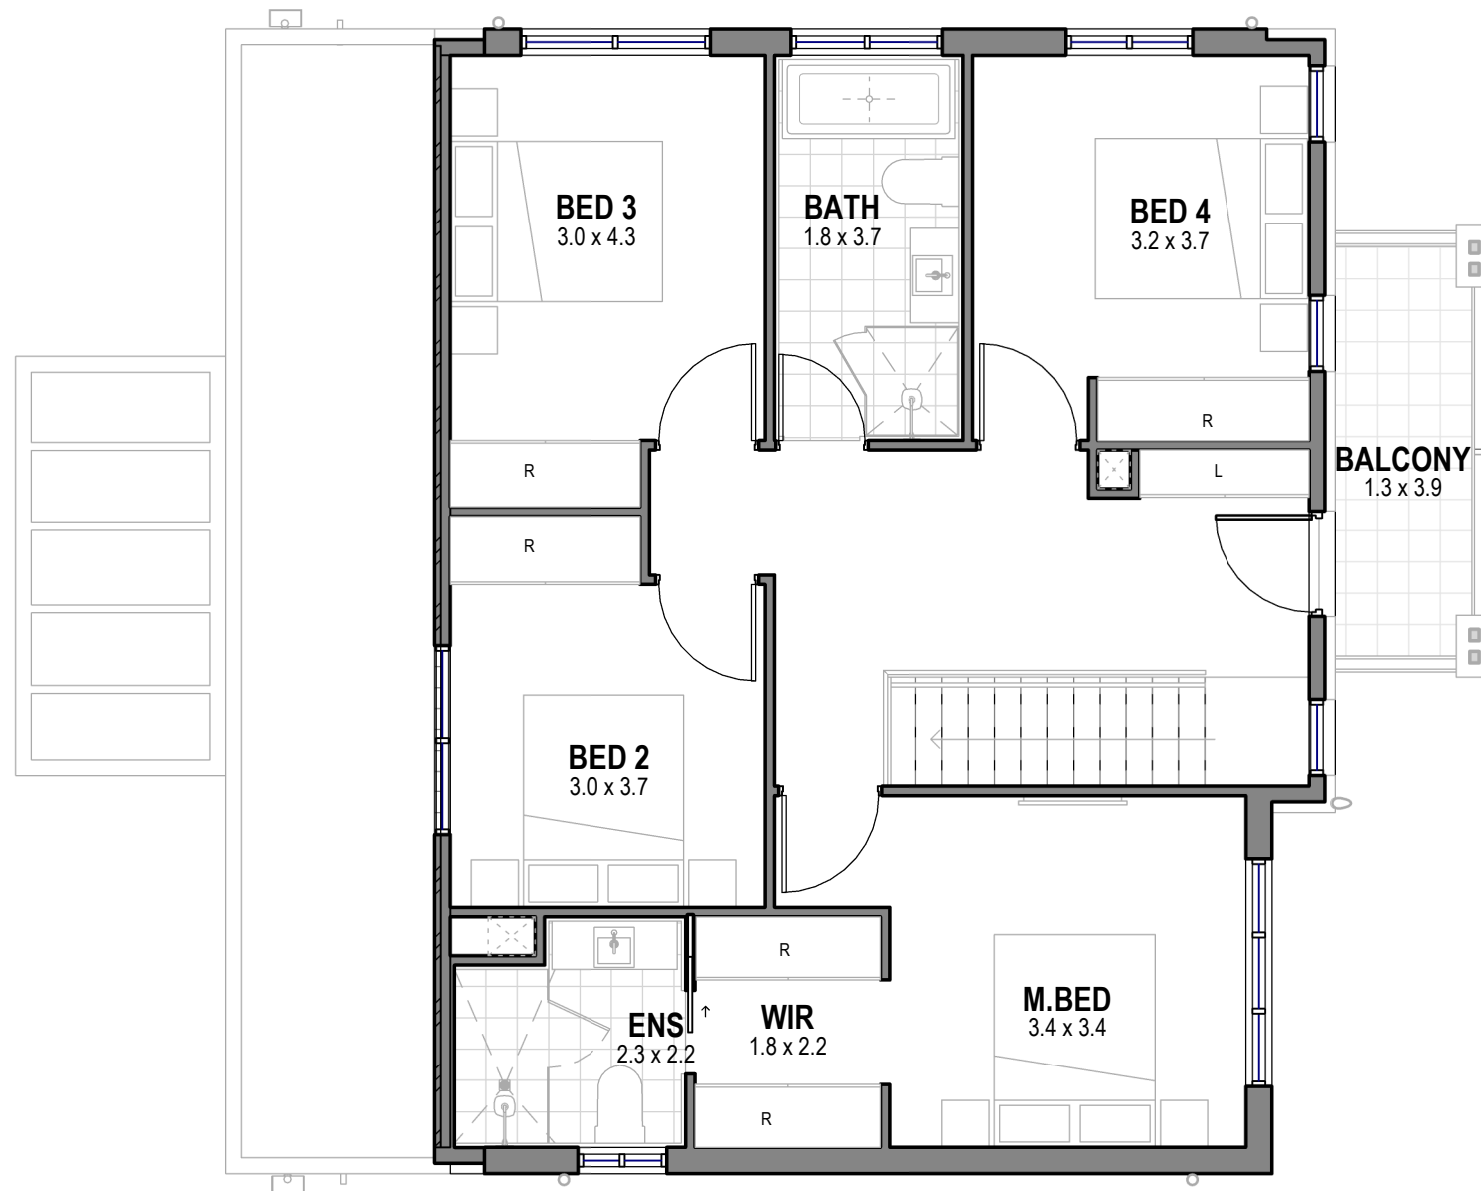 BED 3
3.0 x 4.3
BATH
1.8 x 3.7
BED 4
3.2 x 3.7
R
R
L
BALCONY
1.3 x 3.9
R
BED 2
3.0 x 3.7
R
ENS
2.3 x 2.2
WIR
1.8 x 2.2
M.BED
3.4 x 3.4
R